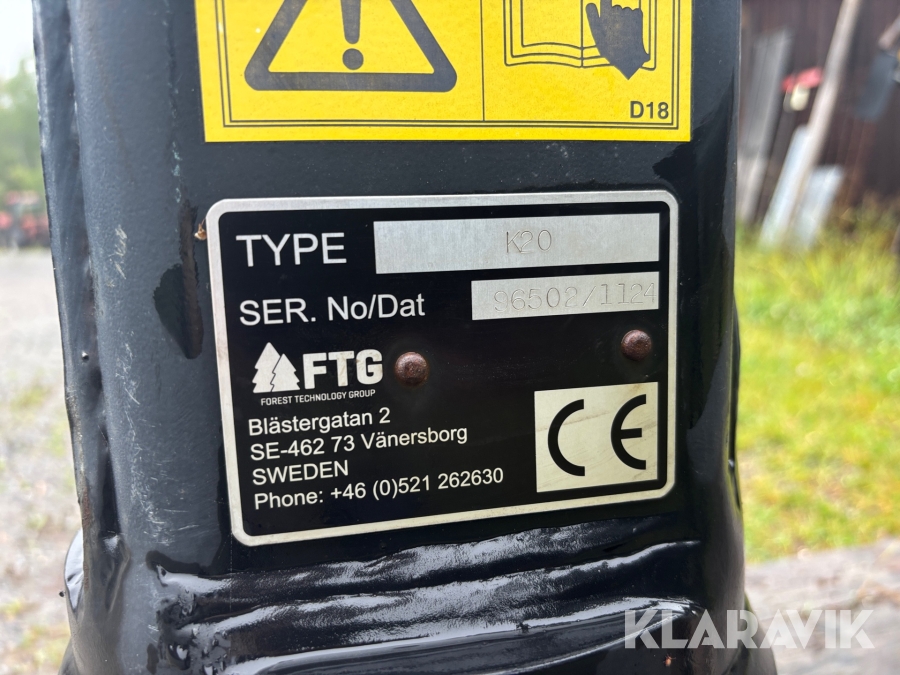 D18
TYPE K20
SER. No/Dat 96502/1124
FTG
FOREST TECHNOLOGY GROUP
Blästergatan 2
SE-462 73 Vänersborg
SWEDEN
Phone: +46 (0)521 262630
CE
KLARAVIK